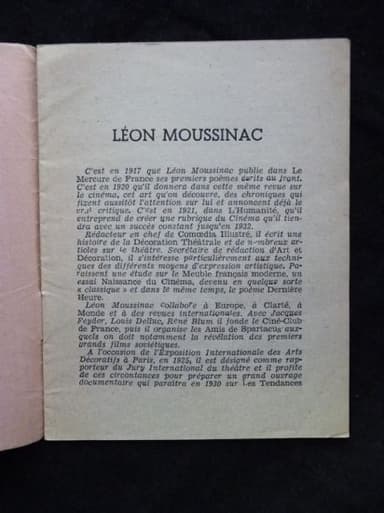 LÉON MOUSSINAC
C'est en 1917 que Léon Moussinac publie dans Le
Mercure de France ses premiers poèmes écrits au front.
C'est en 1920 qu'il donnera dans cette même revue sur
le cinéma, cet art qu'on découvre, des chroniques qui
fixent aussitôt l'attention sur lui et annoncent déjà le
vrai critique. C'est en 1921, dans L'Humanité, qu'il
entreprend de créer une rubrique du Cinéma qu'il tien-
dra avec un succès constant jusqu'en 1932.
Rédacteur en chef de Comœdia Illustré, il écrit une
histoire de la Décoration Théâtrale et de nombreux ar-
ticles sur le théâtre. Secrétaire de rédaction d'Art et
Décoration, il s'intéresse particulièrement aux techni-
ques des différents moyens d'expression artistique. Pa-
raissent une étude sur le Meuble français moderne, un
essai Naissance du Cinéma, devenu en quelque sorte
« classique » et dans le même temps, le poème Dernière
Heure.
Léon Moussinac collabore à Europe, à Clarté, à
Monde et à des revues internationales. Avec Jacques
Feyder, Louis Delluc, René Blum il fonde le Ciné-Club
de France, puis il organise les Amis de Spartacus aux-
quels on doit notamment la révélation des premiers
grands films soviétiques.
A l'occasion de l'Exposition Internationale des Arts
Décoratifs à Paris, en 1925, il est désigné comme rap-
porteur du Jury International du théâtre et il profite
de ces circontances pour préparer un grand ouvrage
documentaire qui paraîtra en 1930 sur Les Tendances